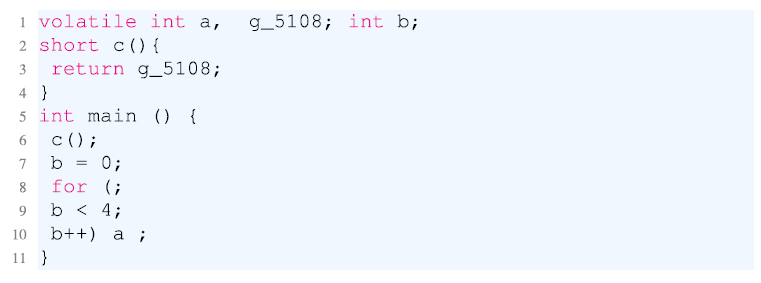 1 volatile int a,  g_5108; int b;
2 short c(){
3  return g_5108;
4 }
5 int main () {
6  c();
7  b = 0;
8  for (;
9  b < 4;
10  b++) a ;
11 }